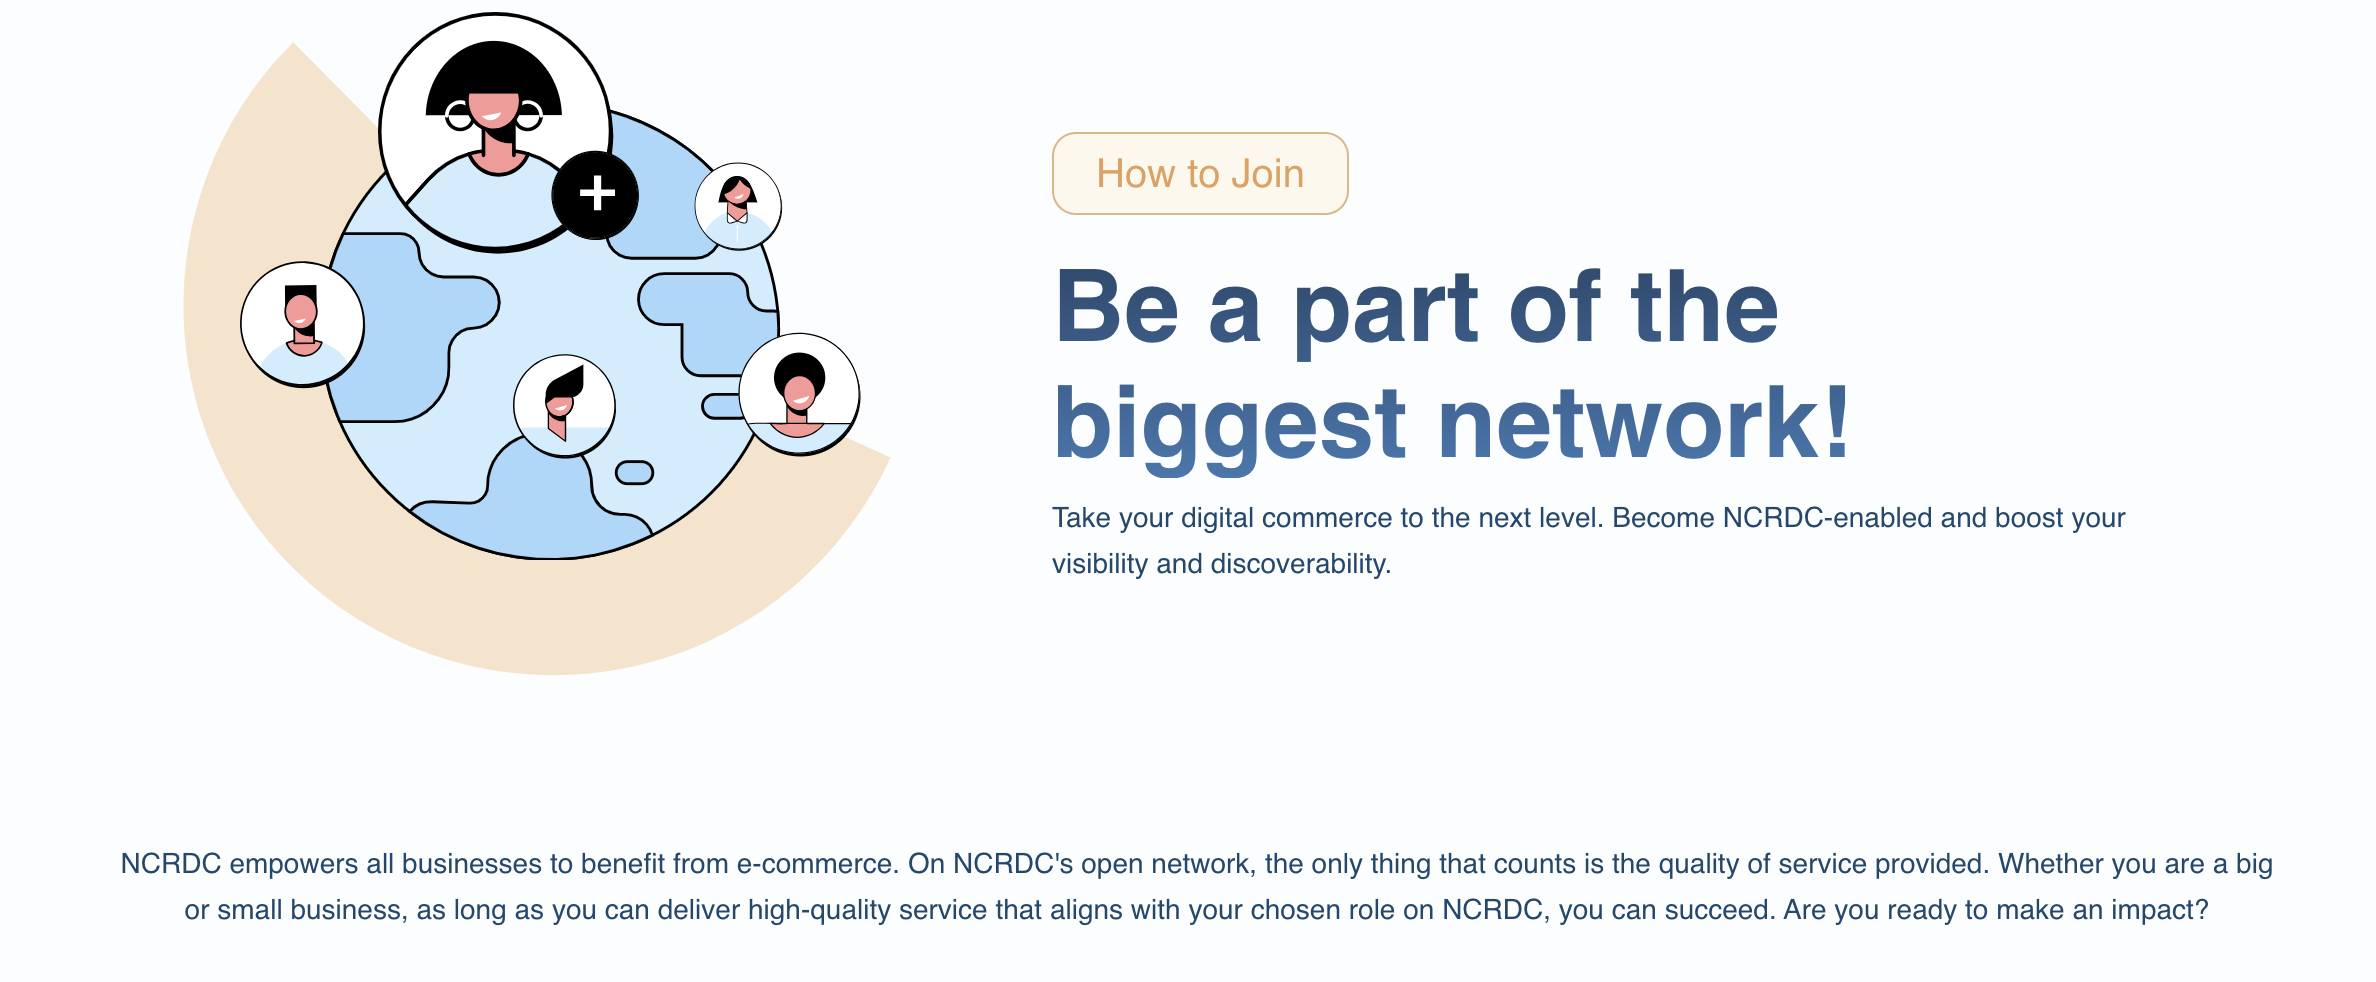 How to Join
Be a part of the
biggest network!
Take your digital commerce to the next level. Become NCRDC-enabled and boost your
visibility and discoverability.
NCRDC empowers all businesses to benefit from e-commerce. On NCRDC's open network, the only thing that counts is the quality of service provided. Whether you are a big
or small business, as long as you can deliver high-quality service that aligns with your chosen role on NCRDC, you can succeed. Are you ready to make an impact?